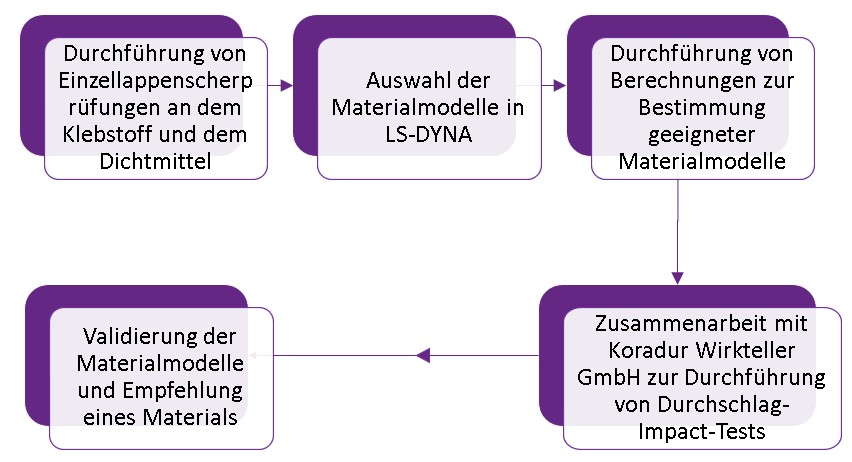 Durchführung von
Einzellappenscherp
rüfungen an dem
Klebstoff und dem
Dichtmittel
Auswahl der
Materialmodelle in
LS-DYNA
Durchführung von
Berechnungen zur
Bestimmung
geeigneter
Materialmodelle
Zusammenarbeit mit
Koradur Wirkteller
GmbH zur Durchführung
von Durchschlag-
Impact-Tests
Validierung der
Materialmodelle
und Empfehlung
eines Materials